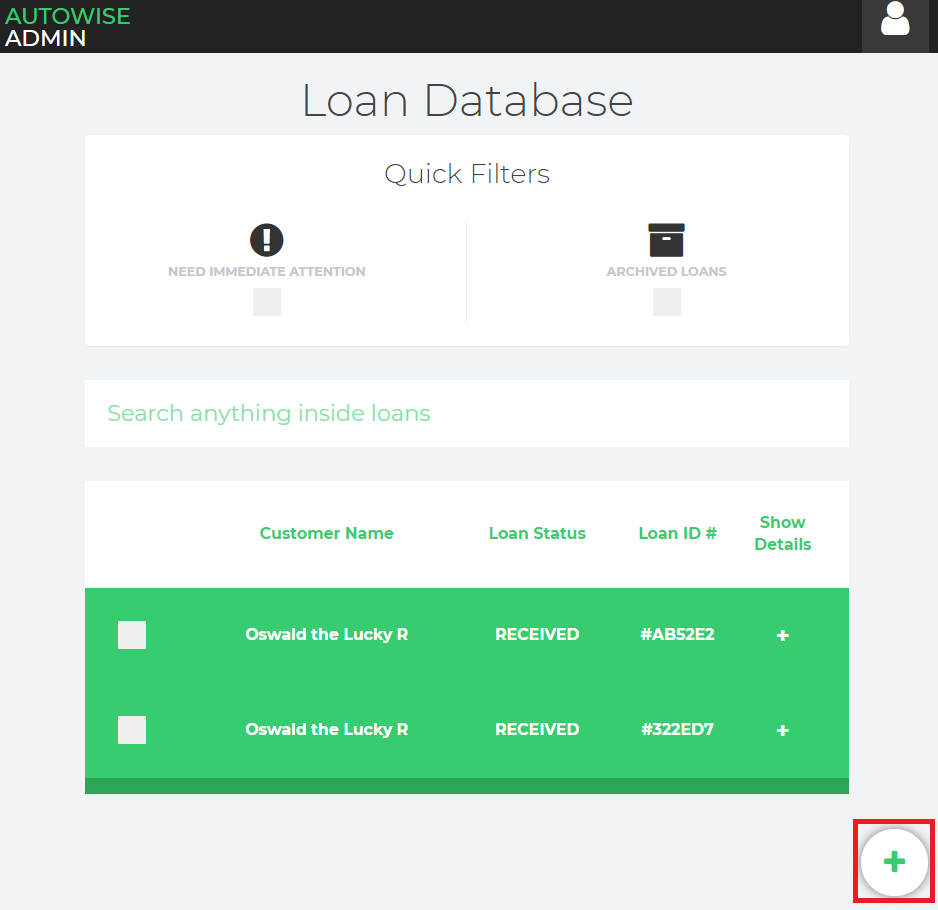 AUTOWISE
ADMIN
Loan Database
Quick Filters
NEED IMMEDIATE ATTENTION
ARCHIVED LOANS
Search anything inside loans
Customer Name Loan Status Loan ID # Show Details
Oswald the Lucky R RECEIVED #AB52E2 +
Oswald the Lucky R RECEIVED #322ED7 +
+